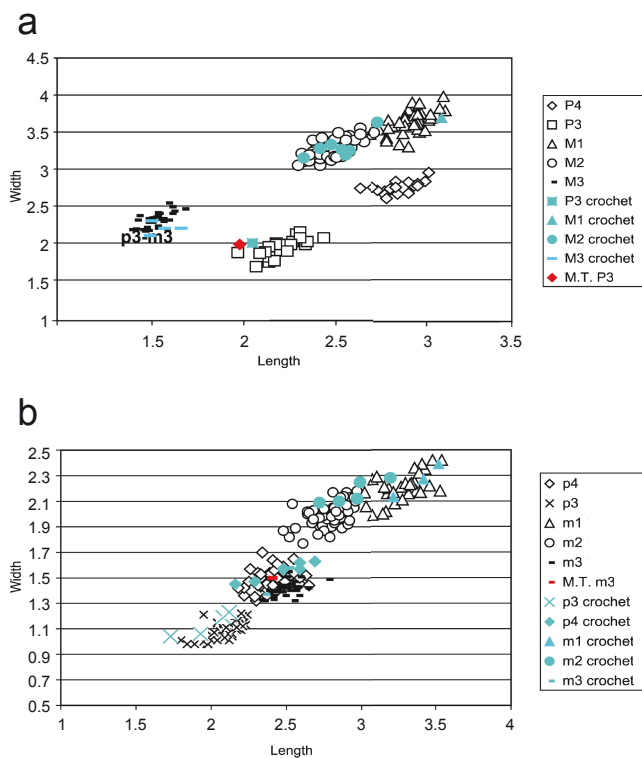 a
4.5
4
3.5
3
2.5
2
1.5
1
Width
p3-m3
1.5
2
2.5
3
3.5
Length
P4
P3
M1
M2
M3
P3 crochet
M1 crochet
M2 crochet
M3 crochet
M.T. P3
b
2.5
2.3
2.1
1.9
1.7
1.5
1.3
1.1
0.9
0.7
0.5
Width
1
1.5
2
2.5
3
3.5
4
Length
p4
p3
m1
m2
m3
M.T. m3
p3 crochet
p4 crochet
m1 crochet
m2 crochet
m3 crochet